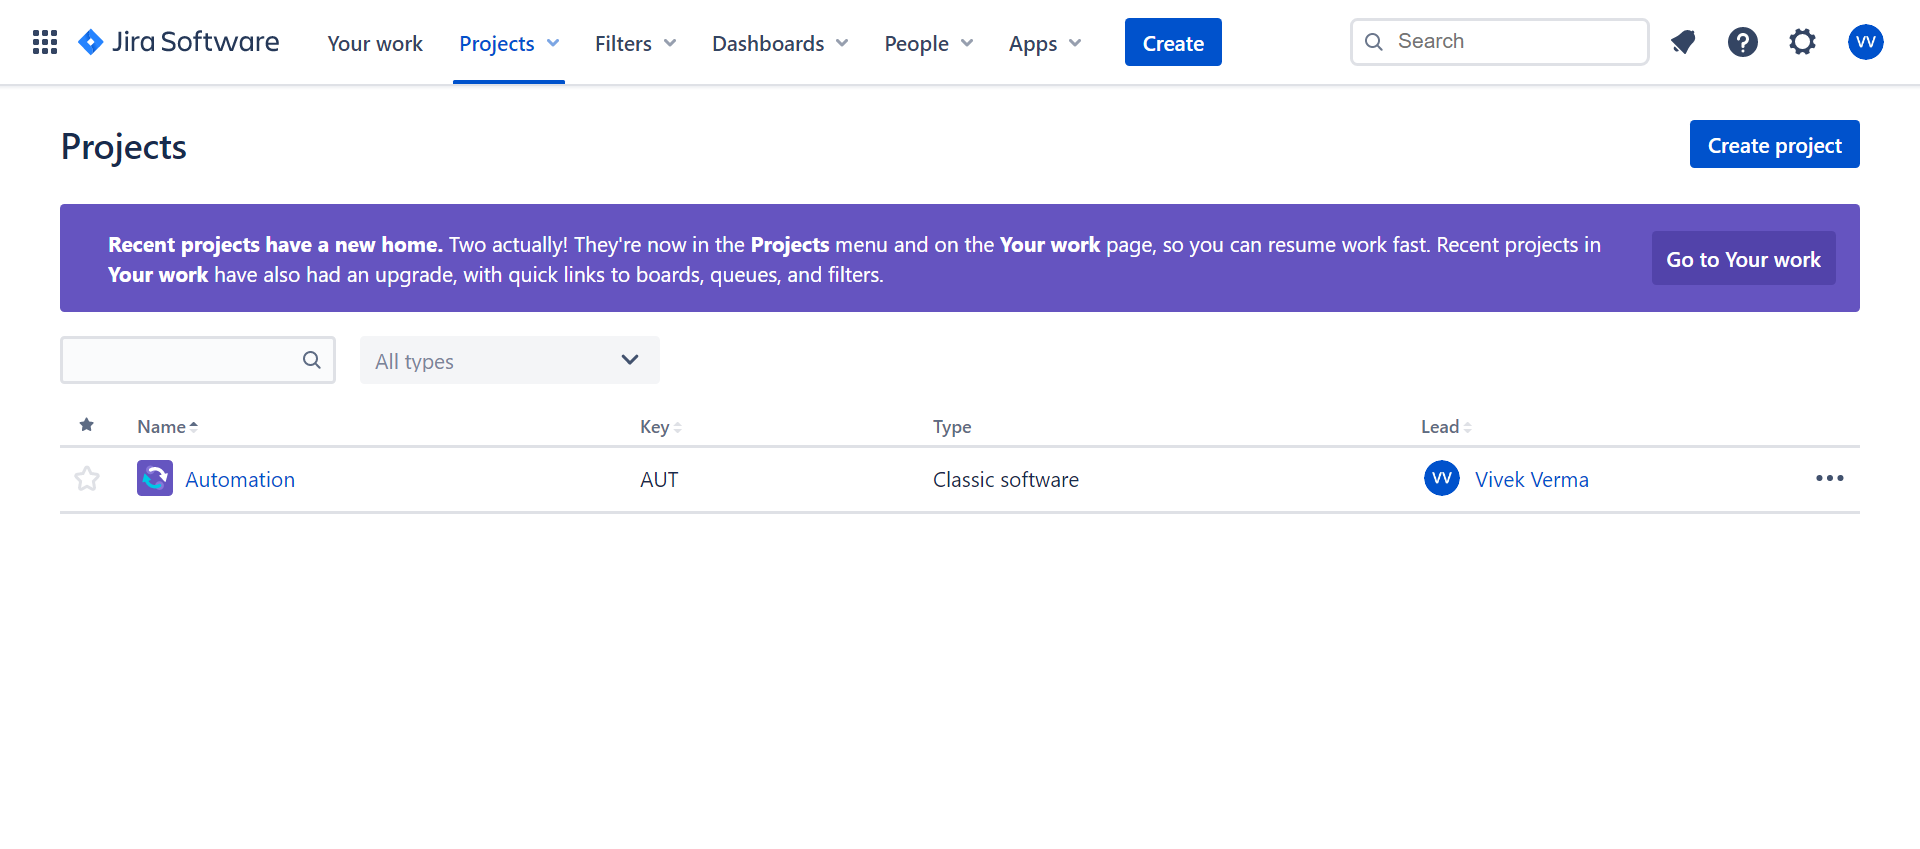 Jira Software Your work Projects Filters Dashboards People Apps Create Search VV
Projects
Create project
Recent projects have a new home. Two actually! They're now in the Projects menu and on the Your work page, so you can resume work fast. Recent projects in
Your work have also had an upgrade, with quick links to boards, queues, and filters.
Go to Your work
All types
Name Key Type Lead
Automation AUT Classic software VV Vivek Verma